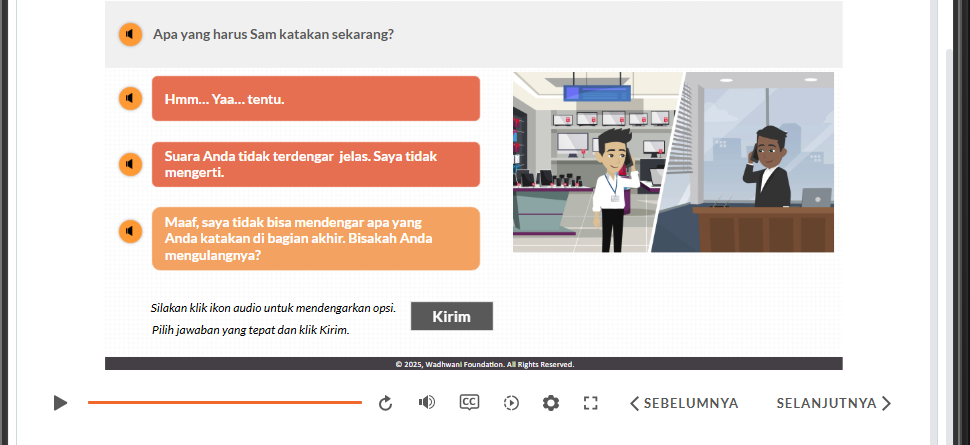 Apa yang harus Sam katakan sekarang?
Hmm... Yaa... tentu.
Suara Anda tidak terdengar jelas. Saya tidak
mengerti.
Maaf, saya tidak bisa mendengar apa yang
Anda katakan di bagian akhir. Bisakah Anda
mengulangnya?
Silakan klik ikon audio untuk mendengarkan opsi.
Pilih jawaban yang tepat dan klik Kirim.
Kirim
© 2025, Wadhwani Foundation. All Rights Reserved.
CC
SEBELUMNYA
SELANJUTNYA